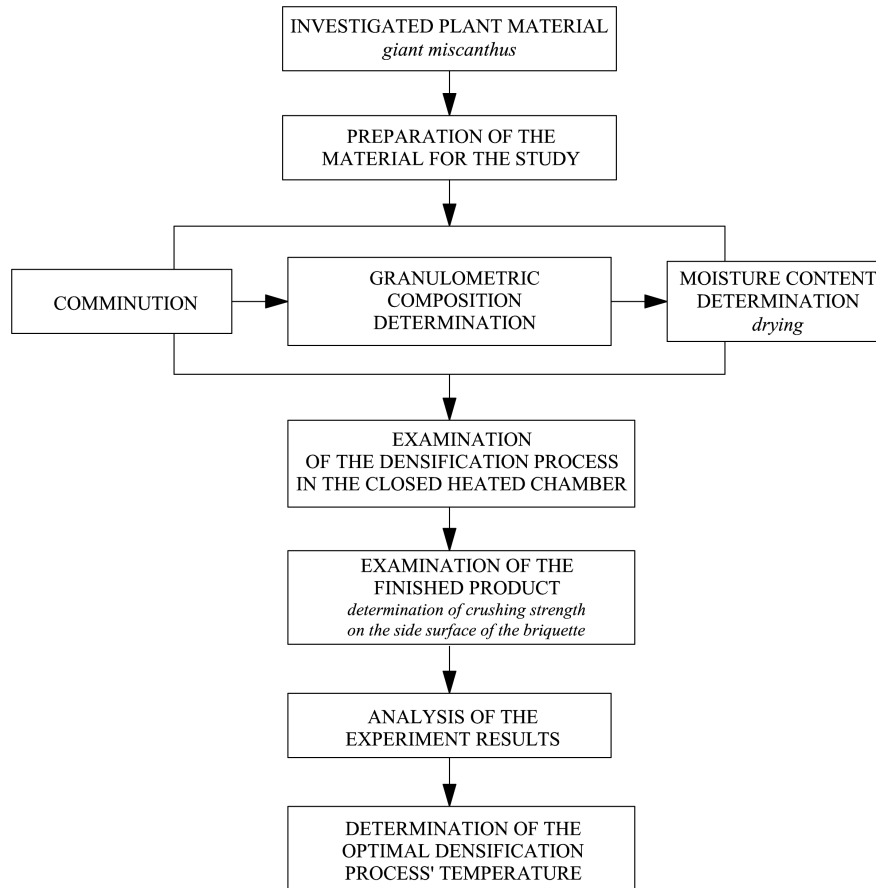 INVESTIGATED PLANT MATERIAL
giant miscanthus
PREPARATION OF THE
MATERIAL FOR THE STUDY
COMMINUTION
GRANULOMETRIC
COMPOSITION
DETERMINATION
MOISTURE CONTENT
DETERMINATION
drying
EXAMINATION
OF THE DENSIFICATION PROCESS
IN THE CLOSED HEATED CHAMBER
EXAMINATION OF THE
FINISHED PRODUCT
determination of crushing strength
on the side surface of the briquette
ANALYSIS OF THE
EXPERIMENT RESULTS
DETERMINATION OF THE
OPTIMAL DENSIFICATION
PROCESS' TEMPERATURE